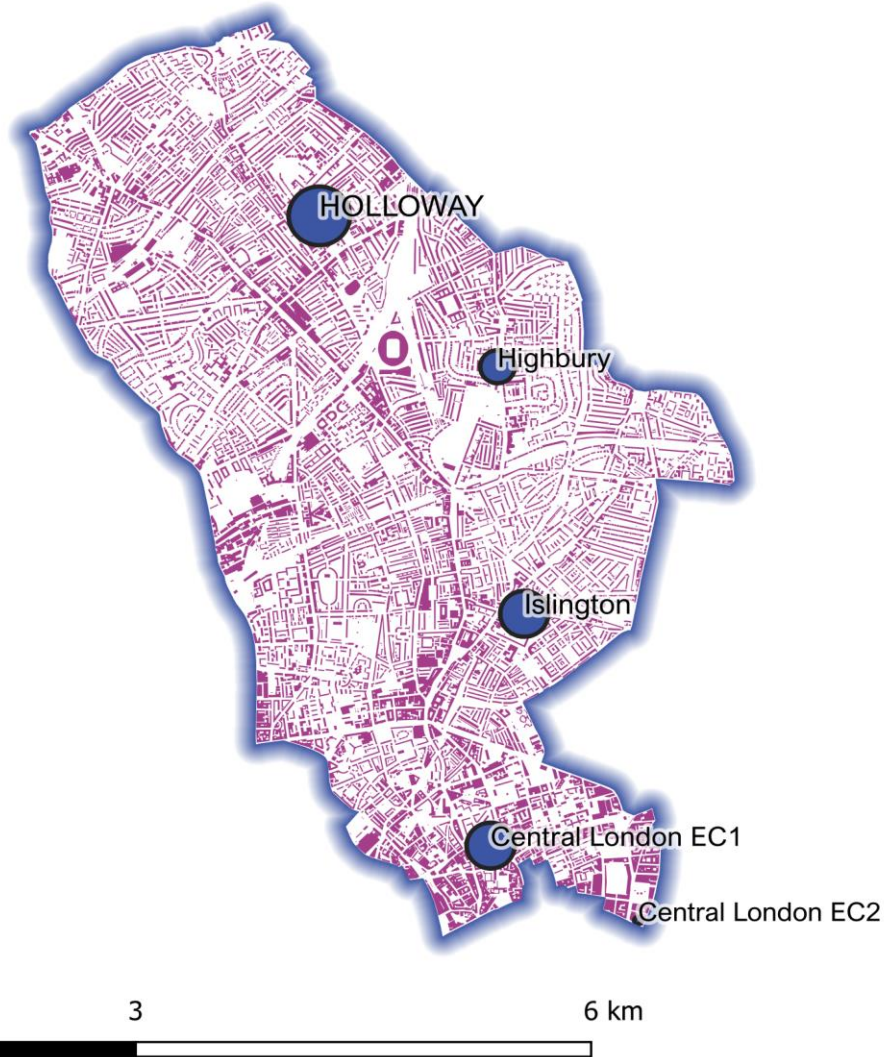 HOLLOWAY
Highbury
Islington
Central London EC1
Central London EC2
3 6 km